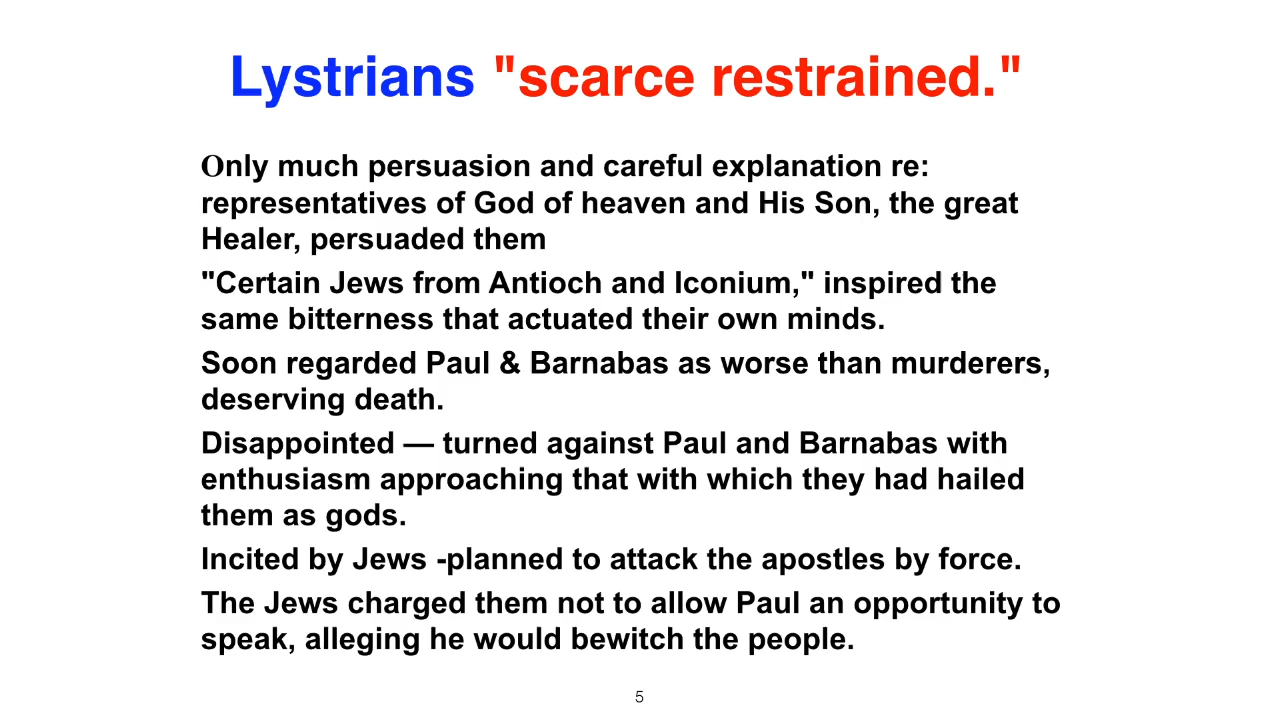 Lystrians "scarce restrained."
Only much persuasion and careful explanation re:
representatives of God of heaven and His Son, the great
Healer, persuaded them
"Certain Jews from Antioch and Iconium," inspired the
same bitterness that actuated their own minds.
Soon regarded Paul & Barnabas as worse than murderers,
deserving death.
Disappointed — turned against Paul and Barnabas with
enthusiasm approaching that with which they had hailed
them as gods.
Incited by Jews -planned to attack the apostles by force.
The Jews charged them not to allow Paul an opportunity to
speak, alleging he would bewitch the people.
5